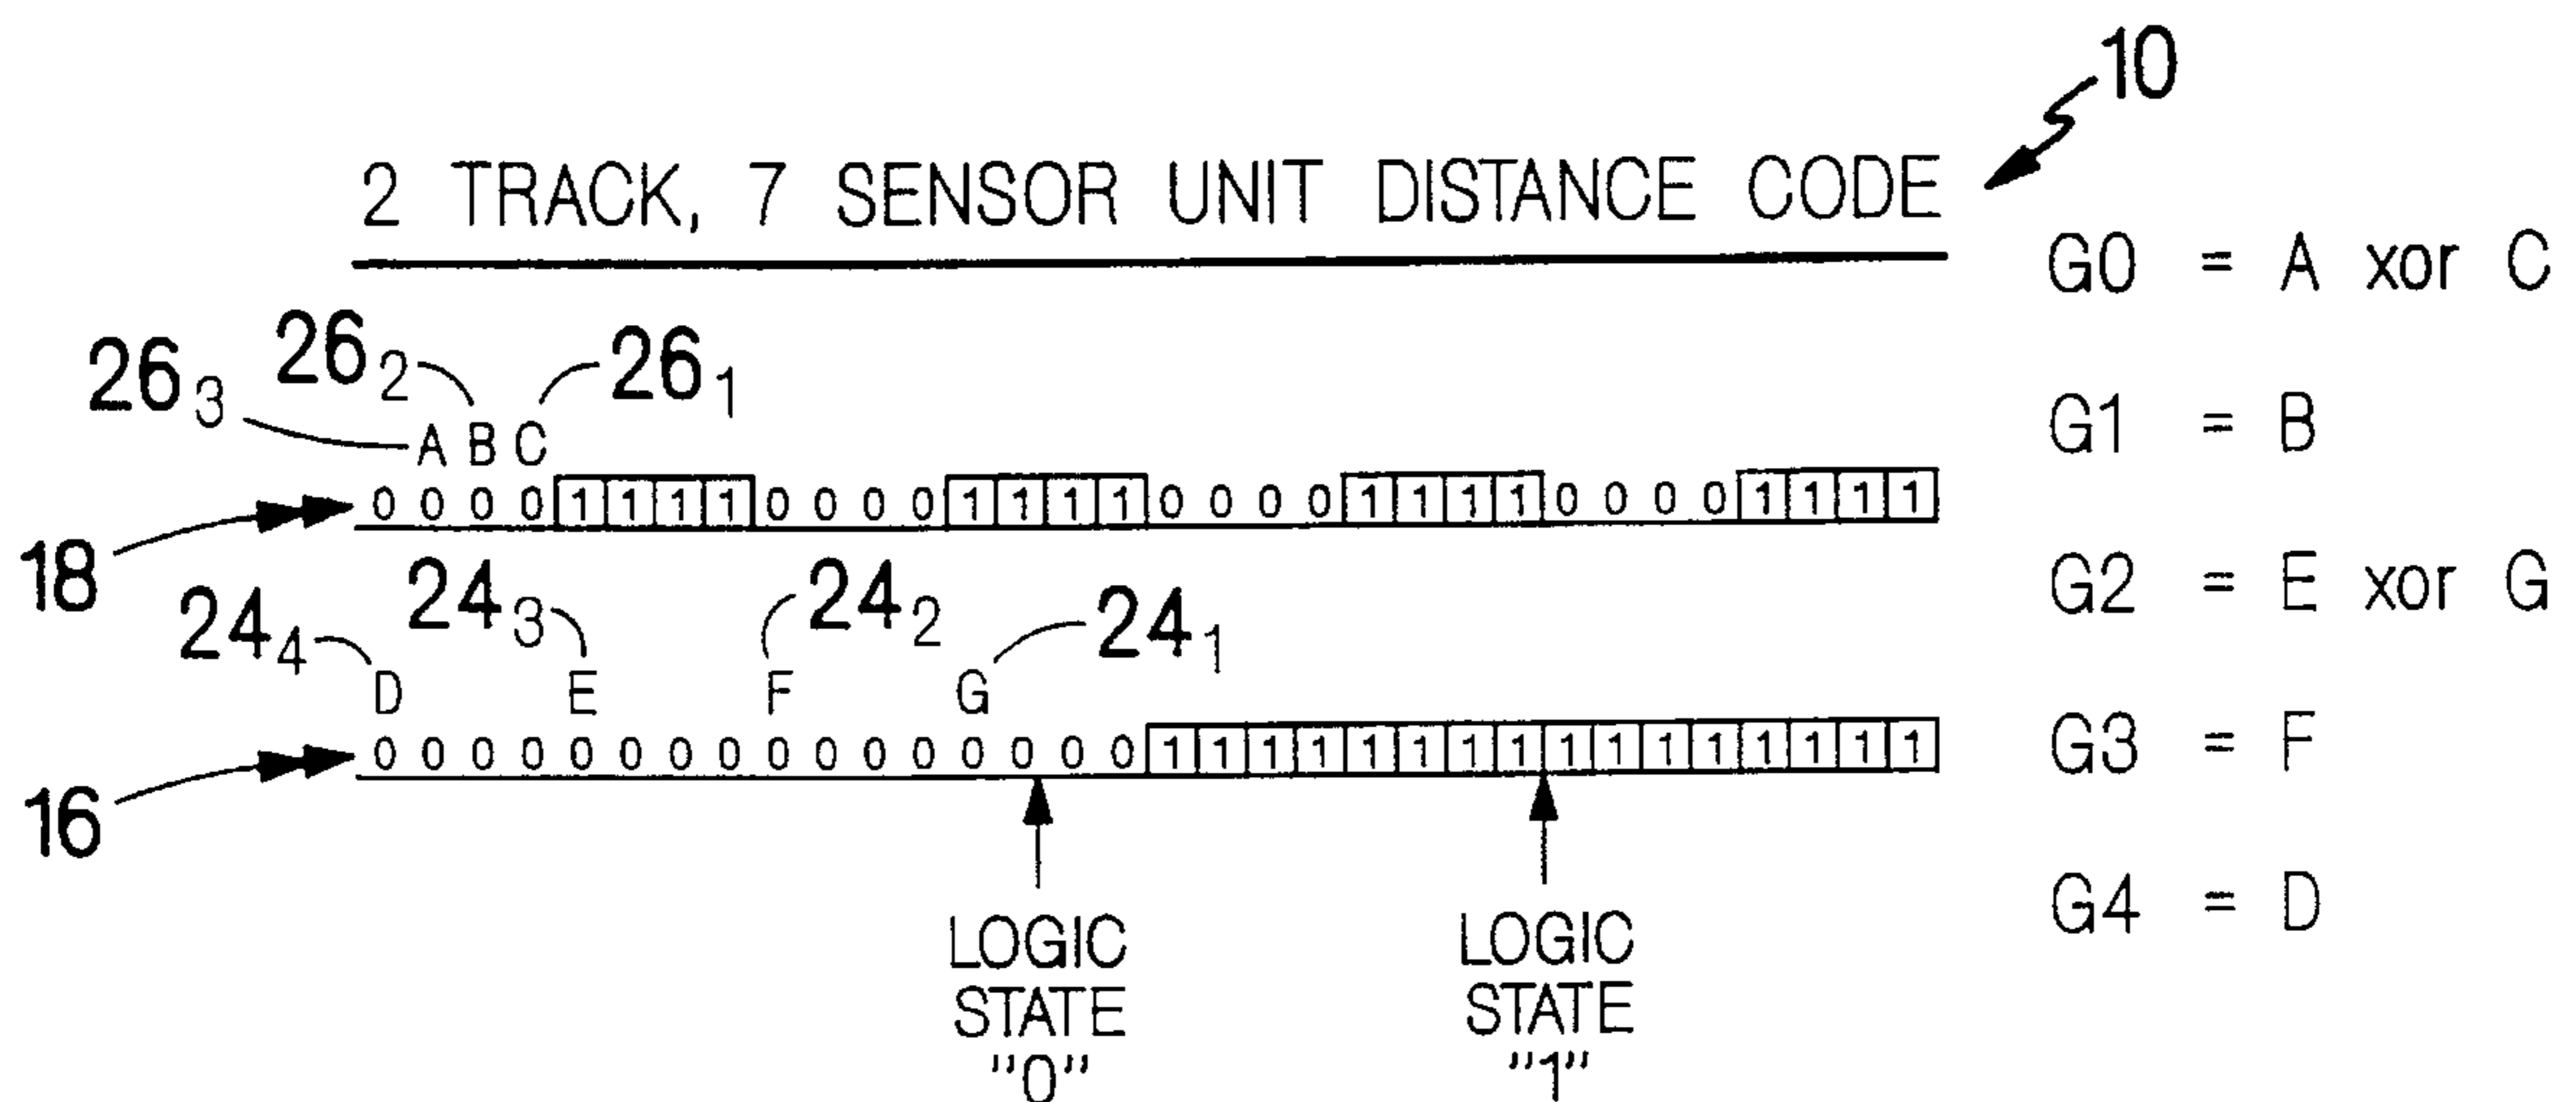 10
2 TRACK, 7 SENSOR UNIT DISTANCE CODE
G0 = A xor C
26₃ 26₂ 26₁
A B C
G1 = B
0 0 0 0 1 1 1 1 0 0 0 0 1 1 1 1 0 0 0 0 1 1 1 1 0 0 0 0 1 1 1 1
18
24₄ 24₃ 24₂ 24₁
G2 = E xor G
D E F G
0 0 0 0 0 0 0 0 0 0 0 0 0 0 0 0 1 1 1 1 1 1 1 1 1 1 1 1 1 1 1 1
G3 = F
16
G4 = D
LOGIC
STATE
"0"
LOGIC
STATE
"1"